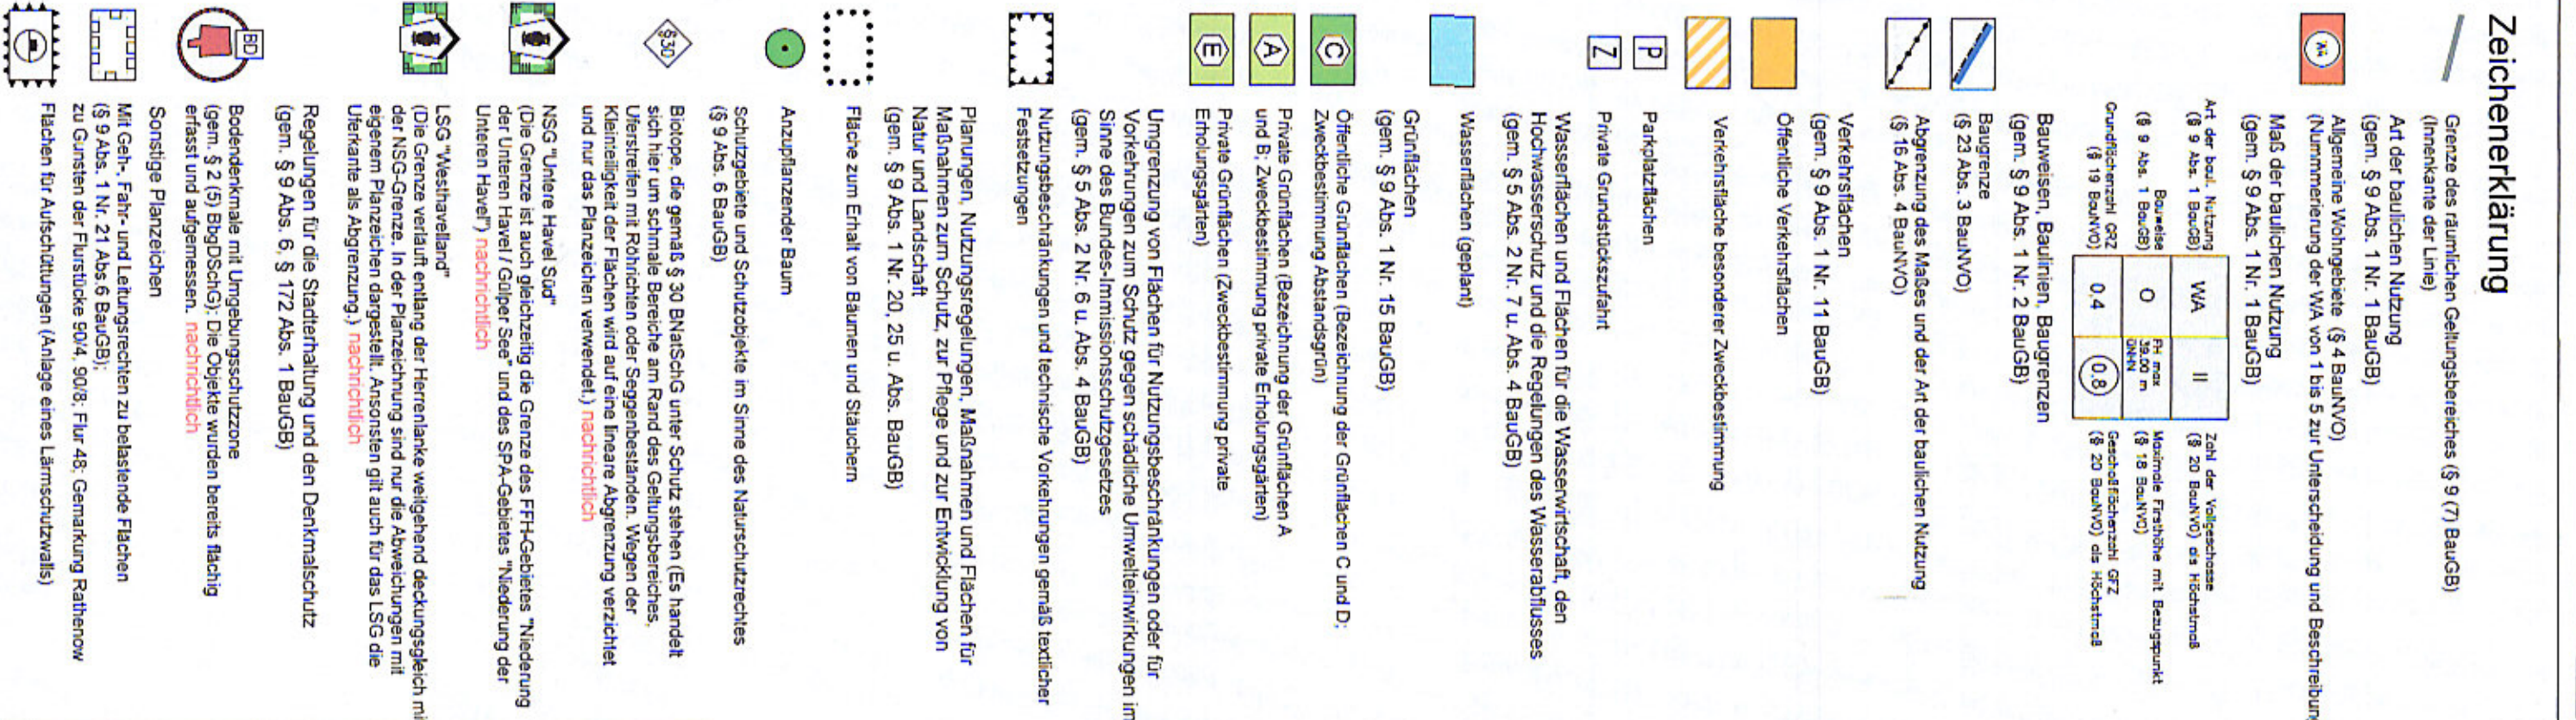 Zeichenerklärung
Grenze des räumlichen Geltungsbereiches (§ 9 (7) BauGB)
(Innenkante der Linie)
Art der baulichen Nutzung
(gem. § 9 Abs. 1 Nr. 1 BauGB)
Allgemeine Wohngebiete (§ 4 BauNVO)
(Nummmerierung der WA von 1 bis 5 zur Unterscheidung und Beschreibung
Maß der baulichen Nutzung
(gem. § 9 Abs. 1 Nr. 1 BauGB)
Art der baul. Nutzung
(§ 9 Abs. 1 BauGB)
WA
II
Zahl der Vollgeschosse
(§ 20 BauNVO) als Höchstmaß
Bauweise
(§ 9 Abs. 1 BauGB)
O
FH max
39,00 m
ÜNHN
Maximale Firsthöhe mit Bezugspunkt
(§ 18 BauNVO)
Grundflächenzahl GRZ
(§ 19 BauNVO)
0,4
0,8
Geschoßflächenzahl GFZ
(§ 20 BauNVO) als Höchstmaß
Bauweisen, Baulinien, Baugrenzen
(gem. § 9 Abs. 1 Nr. 2 BauGB)
Baugrenze
(§ 23 Abs. 3 BauNVO)
Abgrenzung des Maßes und der Art der baulichen Nutzung
(§ 16 Abs. 4 BauNVO)
Verkehrsflächen
(gem. § 9 Abs. 1 Nr. 11 BauGB)
Öffentliche Verkehrsflächen
Verkehrsfläche besonderer Zweckbestimmung
P
Parkplatzflächen
Z
Private Grundstückszufahrt
Wasserflächen und Flächen für die Wasserwirtschaft, den
Hochwasserschutz und die Regelungen des Wasserabflusses
(gem. § 5 Abs. 2 Nr. 7 u. Abs. 4 BauGB)
Wasserflächen (geplant)
Grünflächen
(gem. § 9 Abs. 1 Nr. 15 BauGB)
C
Öffentliche Grünflächen (Bezeichnung der Grünflächen C und D;
Zweckbestimmung Abstandsgrün)
A
Private Grünflächen (Bezeichnung der Grünflächen A
und B; Zweckbestimmung private Erholungsgärten)
E
Private Grünflächen (Zweckbestimmung private
Erholungsgärten)
Umgrenzung von Flächen für Nutzungsbeschränkungen oder für
Vorkehrungen zum Schutz gegen schädliche Umwelteinwirkungen im
Sinne des Bundes-Immissionsschutzgesetzes
(gem. § 5 Abs. 2 Nr. 6 u. Abs. 4 BauGB)
Nutzungsbeschränkungen und technische Vorkehrungen gemäß textlicher
Festsetzungen
Planungen, Nutzungsregelungen, Maßnahmen und Flächen für
Maßnahmen zum Schutz, zur Pflege und zur Entwicklung von
Natur und Landschaft
(gem. § 9 Abs. 1 Nr. 20, 25 u. Abs. BauGB)
Fläche zum Erhalt von Bäumen und Stäuchern
Anzupflanzender Baum
Schutzgebiete und Schutzobjekte im Sinne des Naturschutzrechtes
(§ 9 Abs. 6 BauGB)
§30
Biotope, die gemäß § 30 BNatSchG unter Schutz stehen (Es handelt
sich hier um schmale Bereiche am Rand des Geltungsbereiches,
Uferstreifen mit Röhrichten oder Seggenbeständen. Wegen der
Kleinteiligkeit der Flächen wird auf eine lineare Abgrenzung verzichtet
und nur das Planzeichen verwendet.) nachrichtlich
NSG "Untere Havel Süd"
(Die Grenze ist auch gleichzeitig die Grenze des FFH-Gebietes "Niederung
der Unteren Havel / Gülper See" und des SPA-Gebietes "Niederung der
Unteren Havel") nachrichtlich
LSG "Westhavelland"
(Die Grenze verläuft entlang der Herrenlanke weitgehend deckungsgleich mi
der NSG-Grenze. In der Planzeichnung sind nur die Abweichungen mit
eigenem Planzeichen dargestellt. Ansonsten gilt auch für das LSG die
Uferkante als Abgrenzung.) nachrichtlich
Regelungen für die Stadterhaltung und den Denkmalschutz
(gem. § 9 Abs. 6, § 172 Abs. 1 BauGB)
BD
Bodendenkmale mit Umgebungsschutzzone
(gem. § 2 (5) BbgDSchG); Die Objekte wurden bereits flächig
erfasst und aufgemessen. nachrichtlich
Sonstige Planzeichen
Mit Geh-, Fahr- und Leitungsrechten zu belastende Flächen
(§ 9 Abs. 1 Nr. 21 Abs.6 BauGB);
zu Gunsten der Flurstücke 90/4, 90/8; Flur 48; Gemarkung Rathenow
Flächen für Aufschüttungen (Anlage eines Lärmschutzwalls)